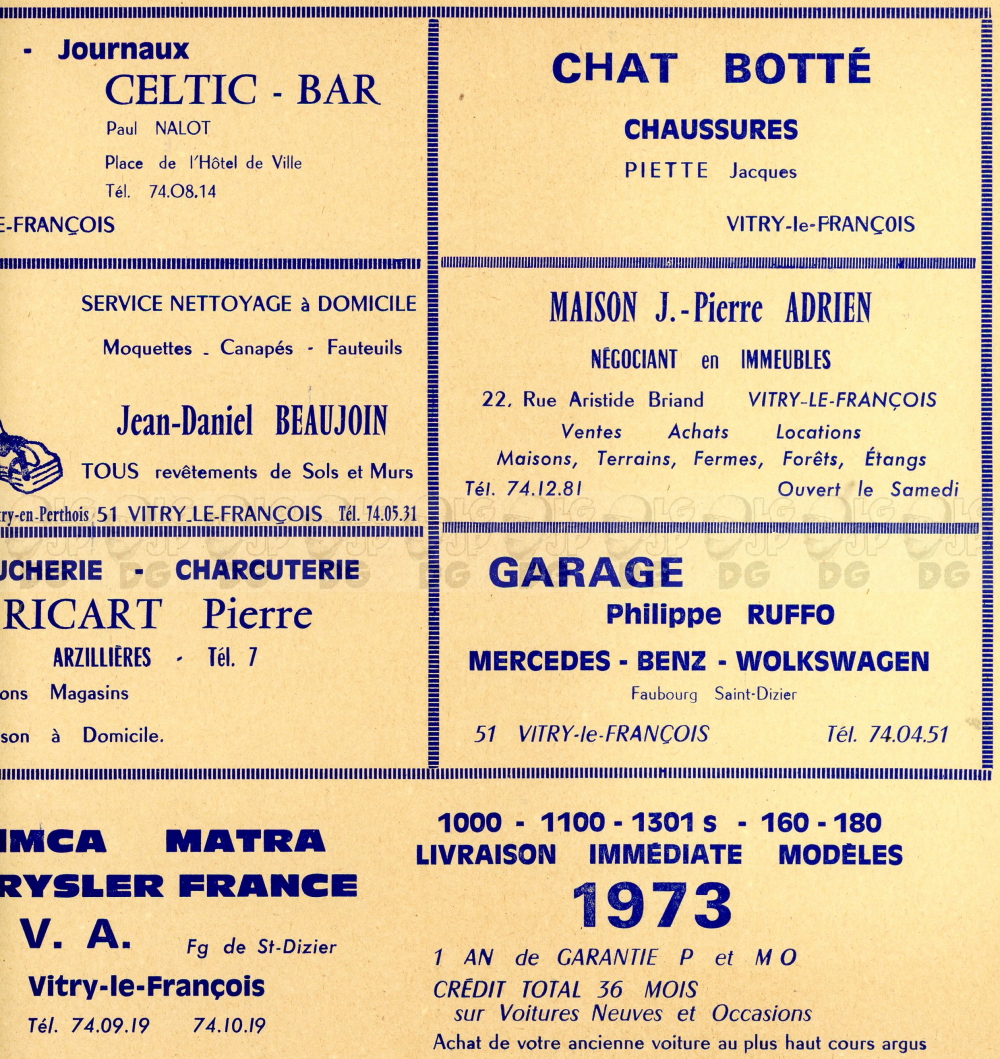 - Journaux
CELTIC - BAR
Paul NALOT
Place de l'Hôtel de Ville
Tél. 74.08.14
E-FRANÇOIS
CHAT BOTTÉ
CHAUSSURES
PIETTE Jacques
VITRY-le-FRANÇOIS
SERVICE NETTOYAGE à DOMICILE
Moquettes - Canapés - Fauteuils
Jean-Daniel BEAUJOIN
TOUS revêtements de Sols et Murs
try-en-Perthois 51 VITRY-LE-FRANÇOIS Tél. 74.05.31
MAISON J.-Pierre ADRIEN
NÉGOCIANT en IMMEUBLES
22, Rue Aristide Briand VITRY-LE-FRANÇOIS
Ventes Achats Locations
Maisons, Terrains, Fermes, Forêts, Étangs
Tél. 74.12.81 Ouvert le Samedi
UCHERIE - CHARCUTERIE
RICART Pierre
ARZILLIÈRES - Tél. 7
ons Magasins
son à Domicile.
GARAGE
Philippe RUFFO
MERCEDES - BENZ - WOLKSWAGEN
Faubourg Saint-Dizier
51 VITRY-le-FRANÇOIS Tél. 74.04.51
IMCA MATRA
RYSLER FRANCE
V. A. Fg de St-Dizier
Vitry-le-François
Tél. 74.09.19 74.10.19
1000 - 1100 - 1301 s - 160 - 180
LIVRAISON IMMÉDIATE MODÈLES
1973
1 AN de GARANTIE P et M O
CRÉDIT TOTAL 36 MOIS
sur Voitures Neuves et Occasions
Achat de votre ancienne voiture au plus haut cours argus